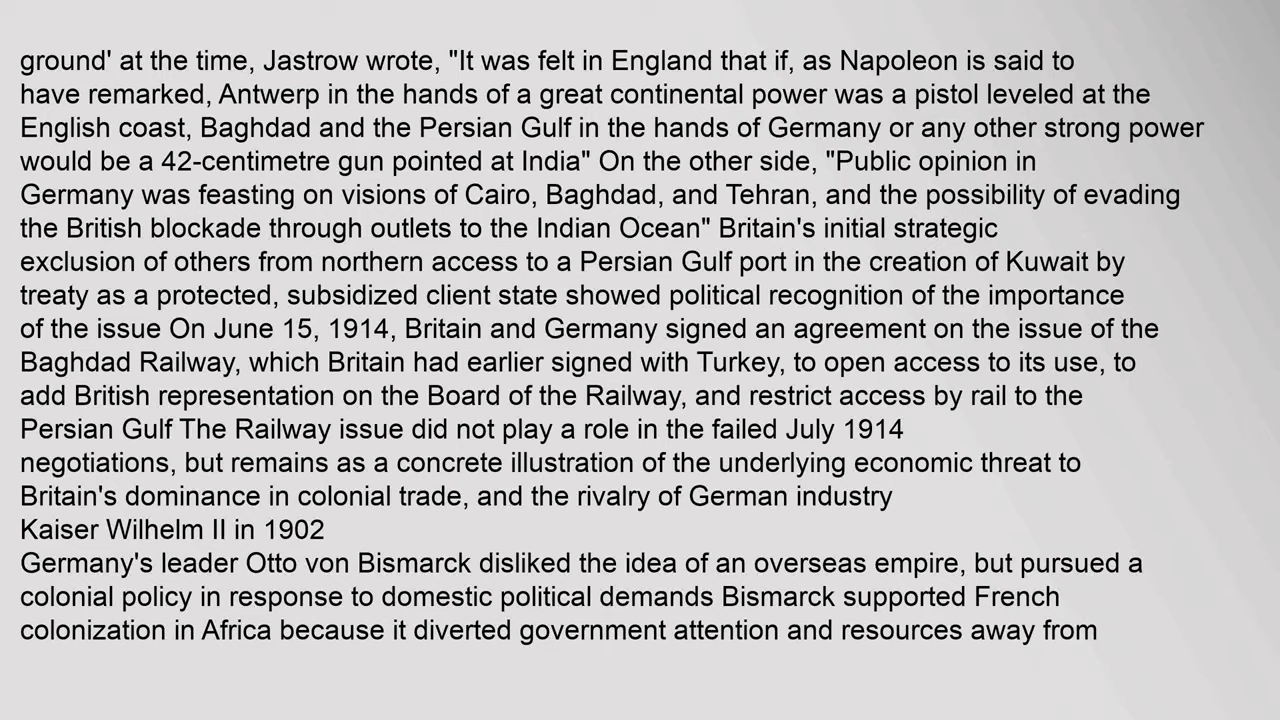 ground' at the time, Jastrow wrote, "It was felt in England that if, as Napoleon is said to
have remarked, Antwerp in the hands of a great continental power was a pistol leveled at the
English coast, Baghdad and the Persian Gulf in the hands of Germany or any other strong power
would be a 42-centimetre gun pointed at India" On the other side, "Public opinion in
Germany was feasting on visions of Cairo, Baghdad, and Tehran, and the possibility of evading
the British blockade through outlets to the Indian Ocean" Britain's initial strategic
exclusion of others from northern access to a Persian Gulf port in the creation of Kuwait by
treaty as a protected, subsidized client state showed political recognition of the importance
of the issue On June 15, 1914, Britain and Germany signed an agreement on the issue of the
Baghdad Railway, which Britain had earlier signed with Turkey, to open access to its use, to
add British representation on the Board of the Railway, and restrict access by rail to the
Persian Gulf The Railway issue did not play a role in the failed July 1914
negotiations, but remains as a concrete illustration of the underlying economic threat to
Britain's dominance in colonial trade, and the rivalry of German industry
Kaiser Wilhelm II in 1902
Germany's leader Otto von Bismarck disliked the idea of an overseas empire, but pursued a
colonial policy in response to domestic political demands Bismarck supported French
colonization in Africa because it diverted government attention and resources away from